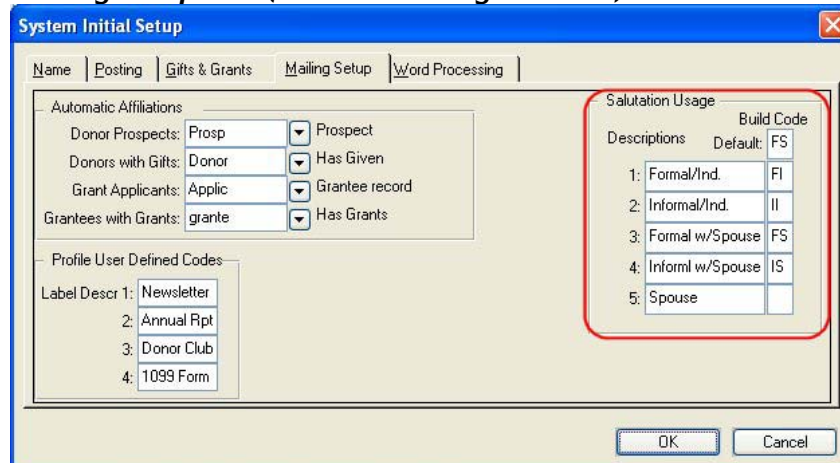 System Initial Setup
Name Posting Gifts & Grants Mailing Setup Word Processing
Automatic Affiliations
Donor Prospects: Prosp Prospect
Donors with Gifts: Donor Has Given
Grant Applicants: Applic Grantee record
Grantees with Grants: grante Has Grants
Profile User Defined Codes
Label Descr 1: Newsletter
2: Annual Rpt
3: Donor Club
4: 1099 Form
Salutation Usage
Build Code
Descriptions Default: FS
1: Formal/Ind. FI
2: Informal/Ind. II
3: Formal w/Spouse FS
4: Informl w/Spouse IS
5: Spouse
OK Cancel